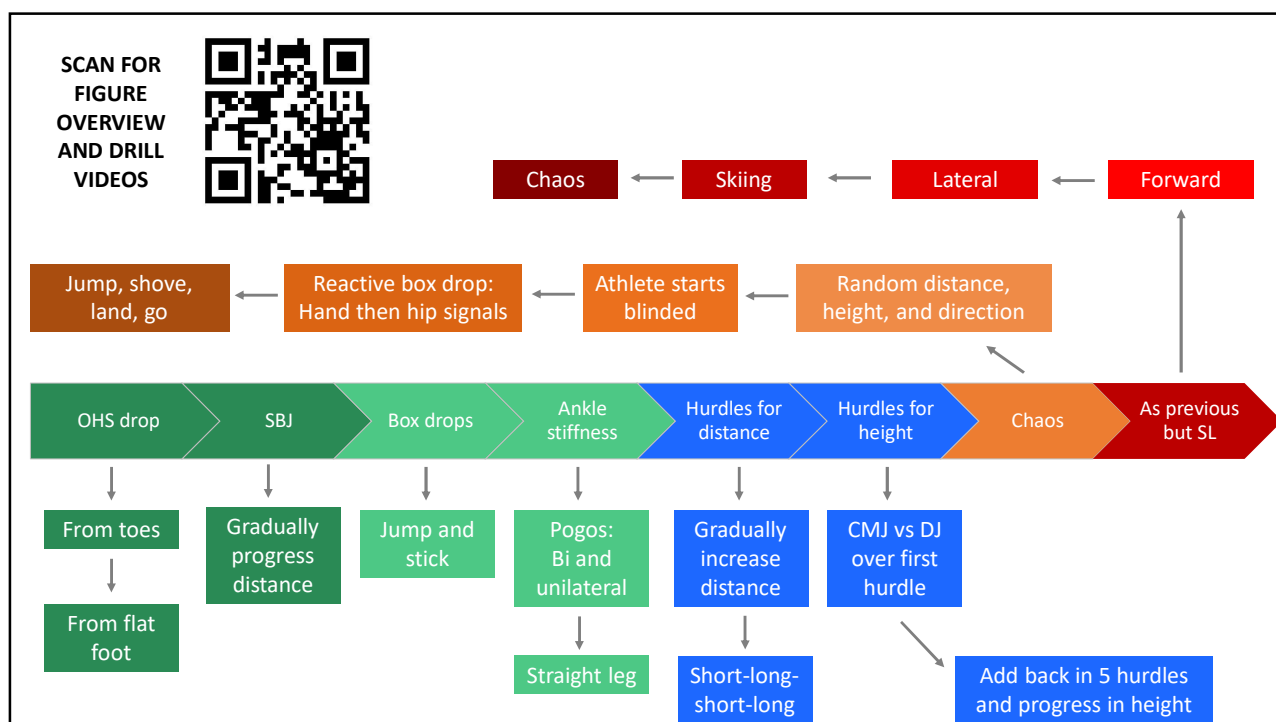 SCAN FOR
FIGURE
OVERVIEW
AND DRILL
VIDEOS
Chaos
Skiing
Lateral
Forward
Jump, shove,
land, go
Reactive box drop:
Hand then hip signals
Athlete starts
blinded
Random distance,
height, and direction
OHS drop
SBJ
Box drops
Ankle
stiffness
Hurdles for
distance
Hurdles for
height
Chaos
As previous
but SL
From toes
From flat
foot
Gradually
progress
distance
Jump and
stick
Pogos:
Bi and
unilateral
Straight leg
Gradually
increase
distance
Short-long-
short-long
CMJ vs DJ
over first
hurdle
Add back in 5 hurdles
and progress in height